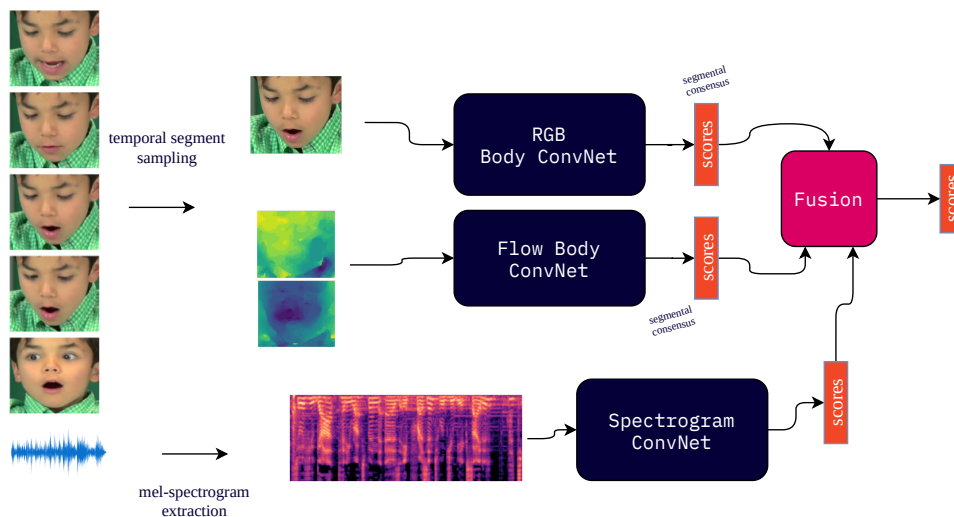 temporal segment
sampling
RGB
Body ConvNet
segmental
consensus
scores
Fusion
scores
Flow Body
ConvNet
scores
segmental
consensus
Spectrogram
ConvNet
scores
mel-spectrogram
extraction